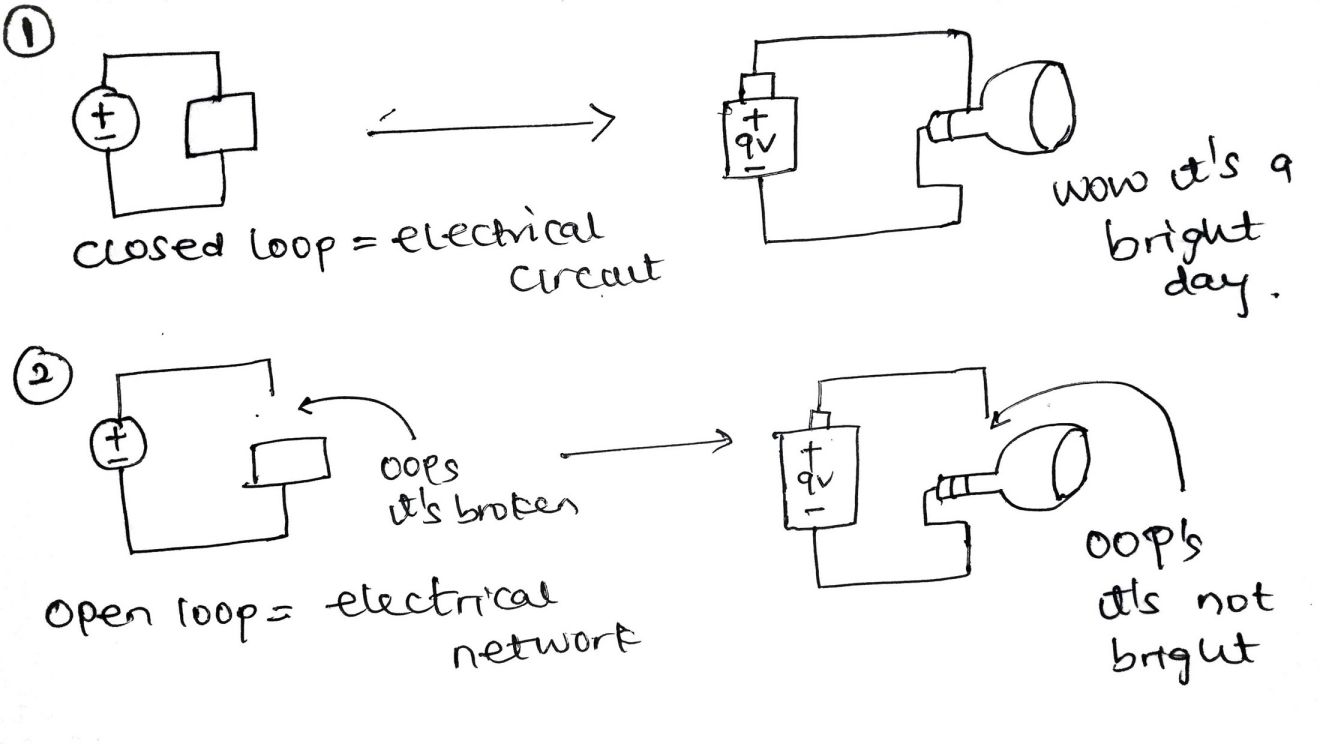 1
+
-
+
9V
-
closed loop = electrical
circuit
wow it's a
bright
day.
2
+
-
oops
it's broken
+
9V
-
open loop = electrical
network
oop's
it's not
bright